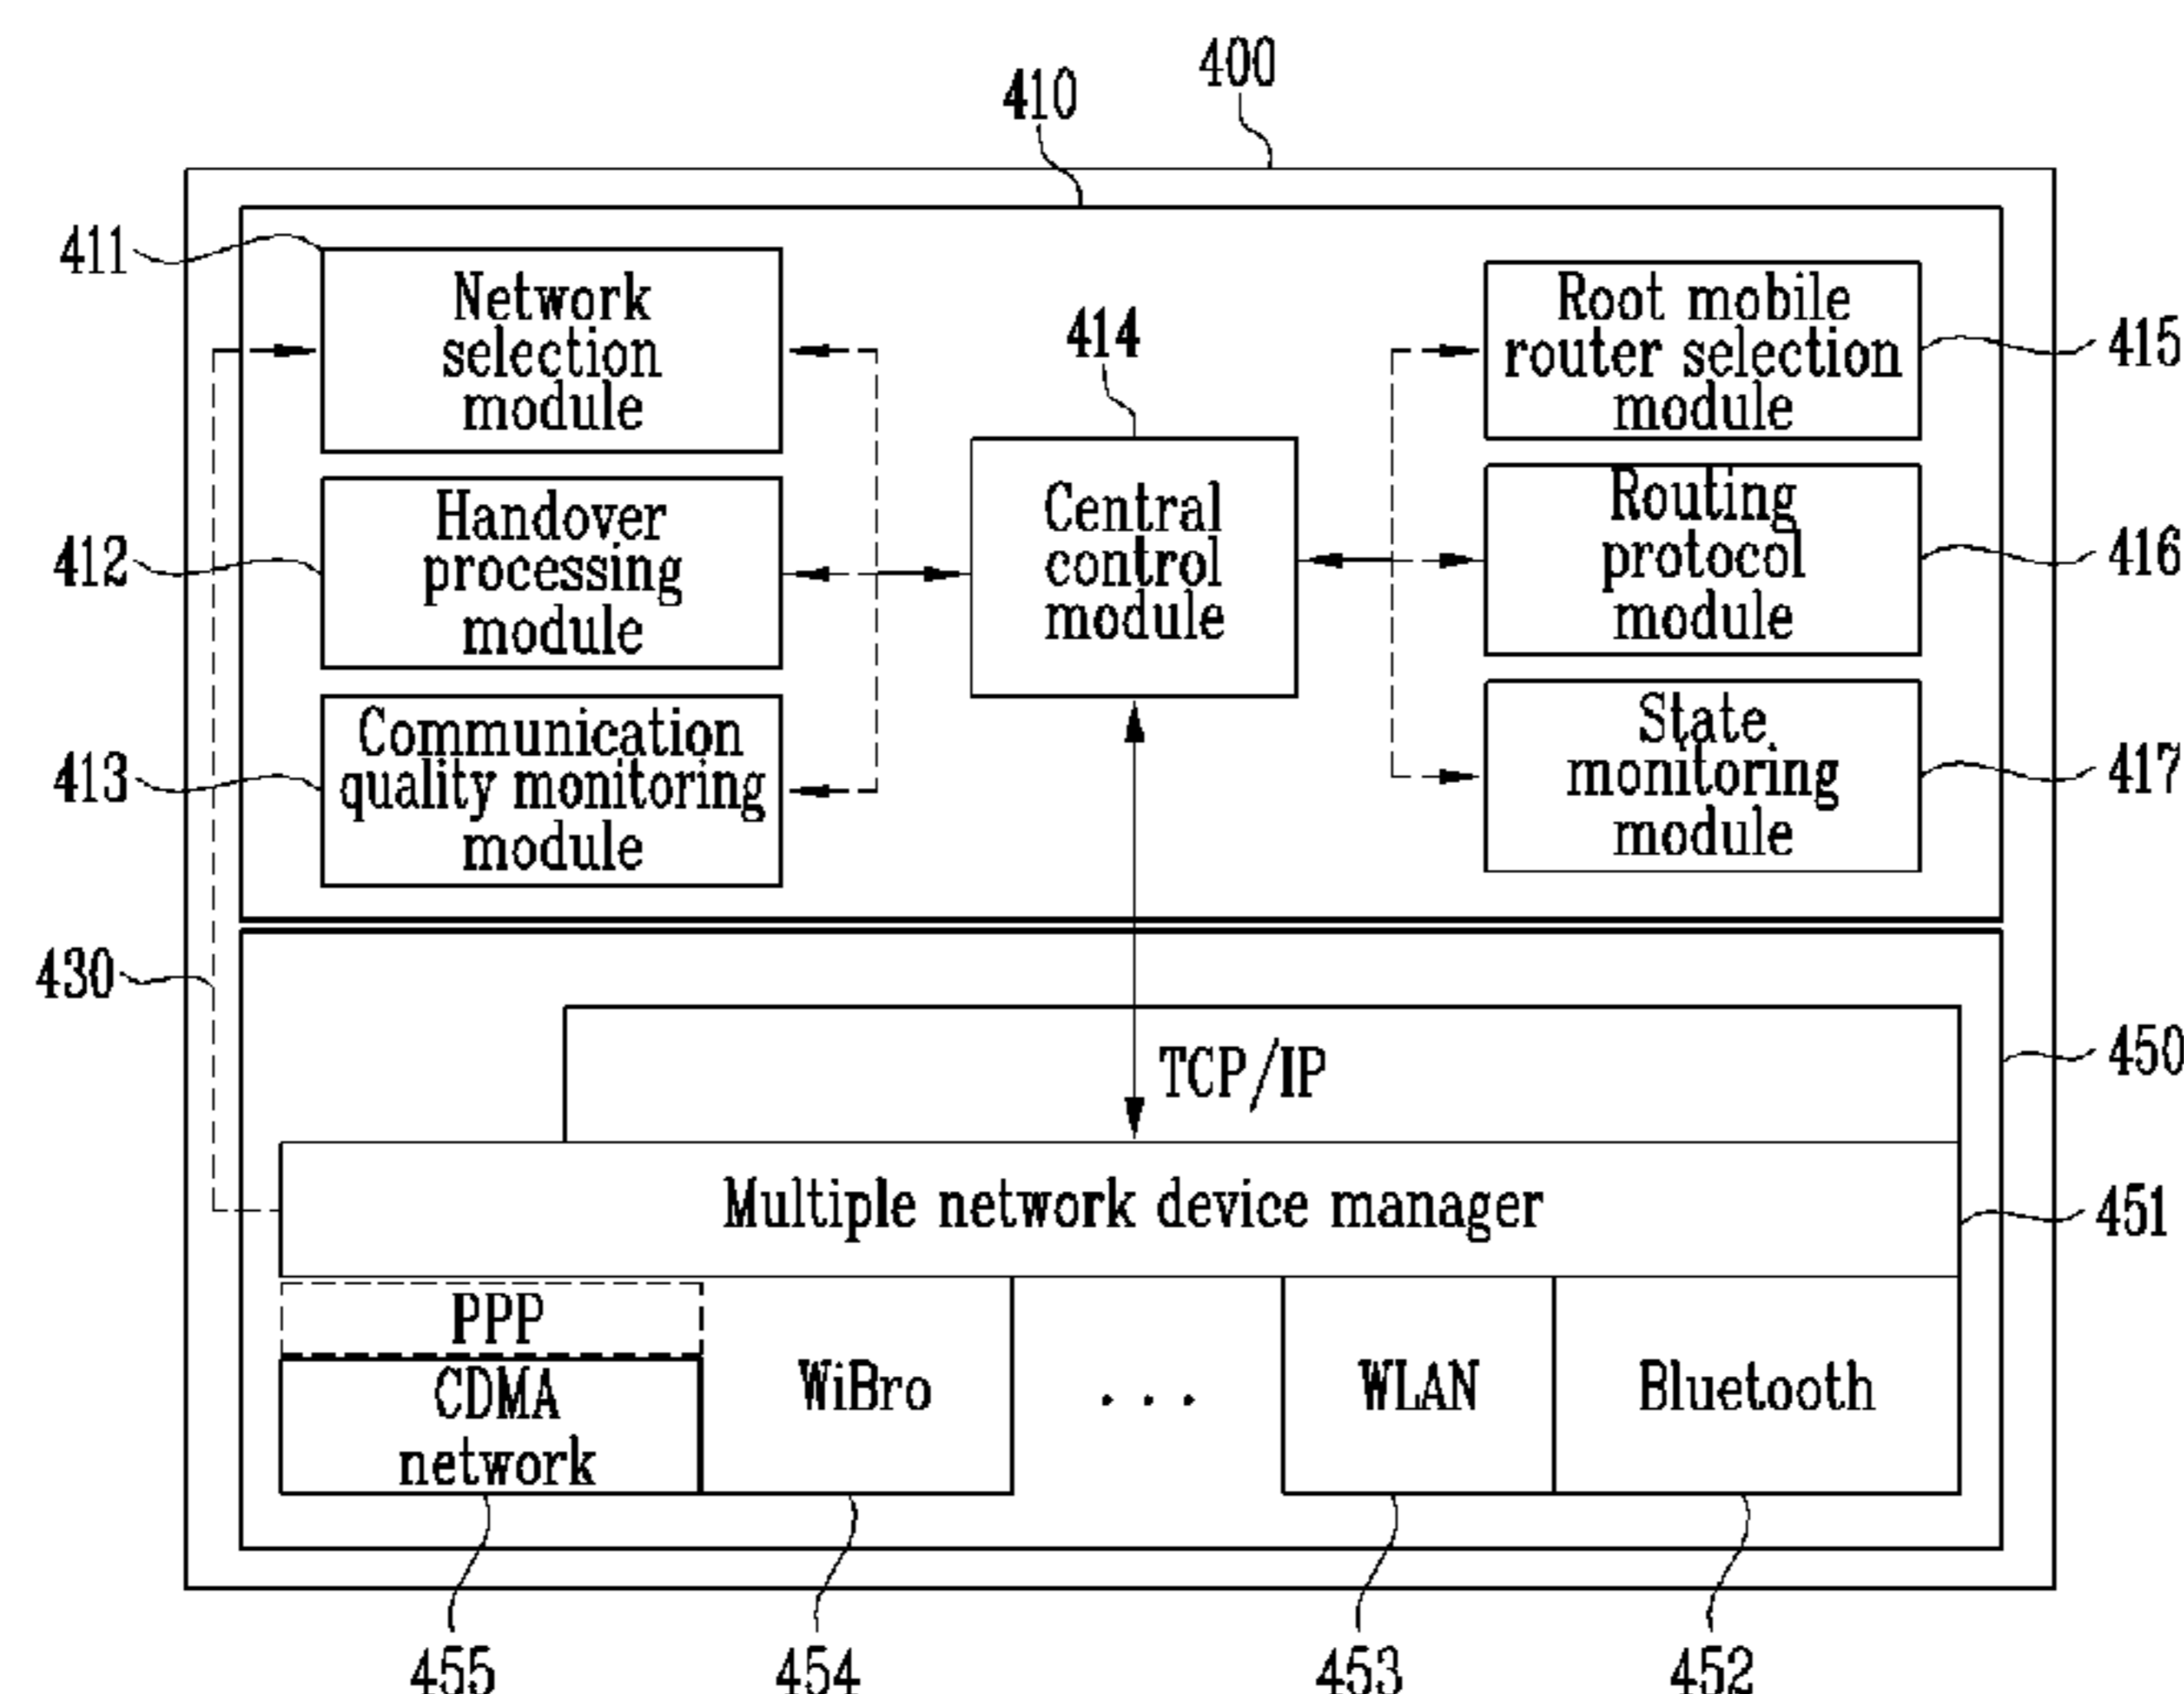 400
410
411
Network
selection
module
414
Root mobile
router selection
module
415
412
Handover
processing
module
Central
control
module
Routing
protocol
module
416
413
Communication
quality monitoring
module
State
monitoring
module
417
430
TCP/IP
450
Multiple network device manager
451
PPP
CDMA
network
WiBro
...
WLAN
Bluetooth
455
454
453
452